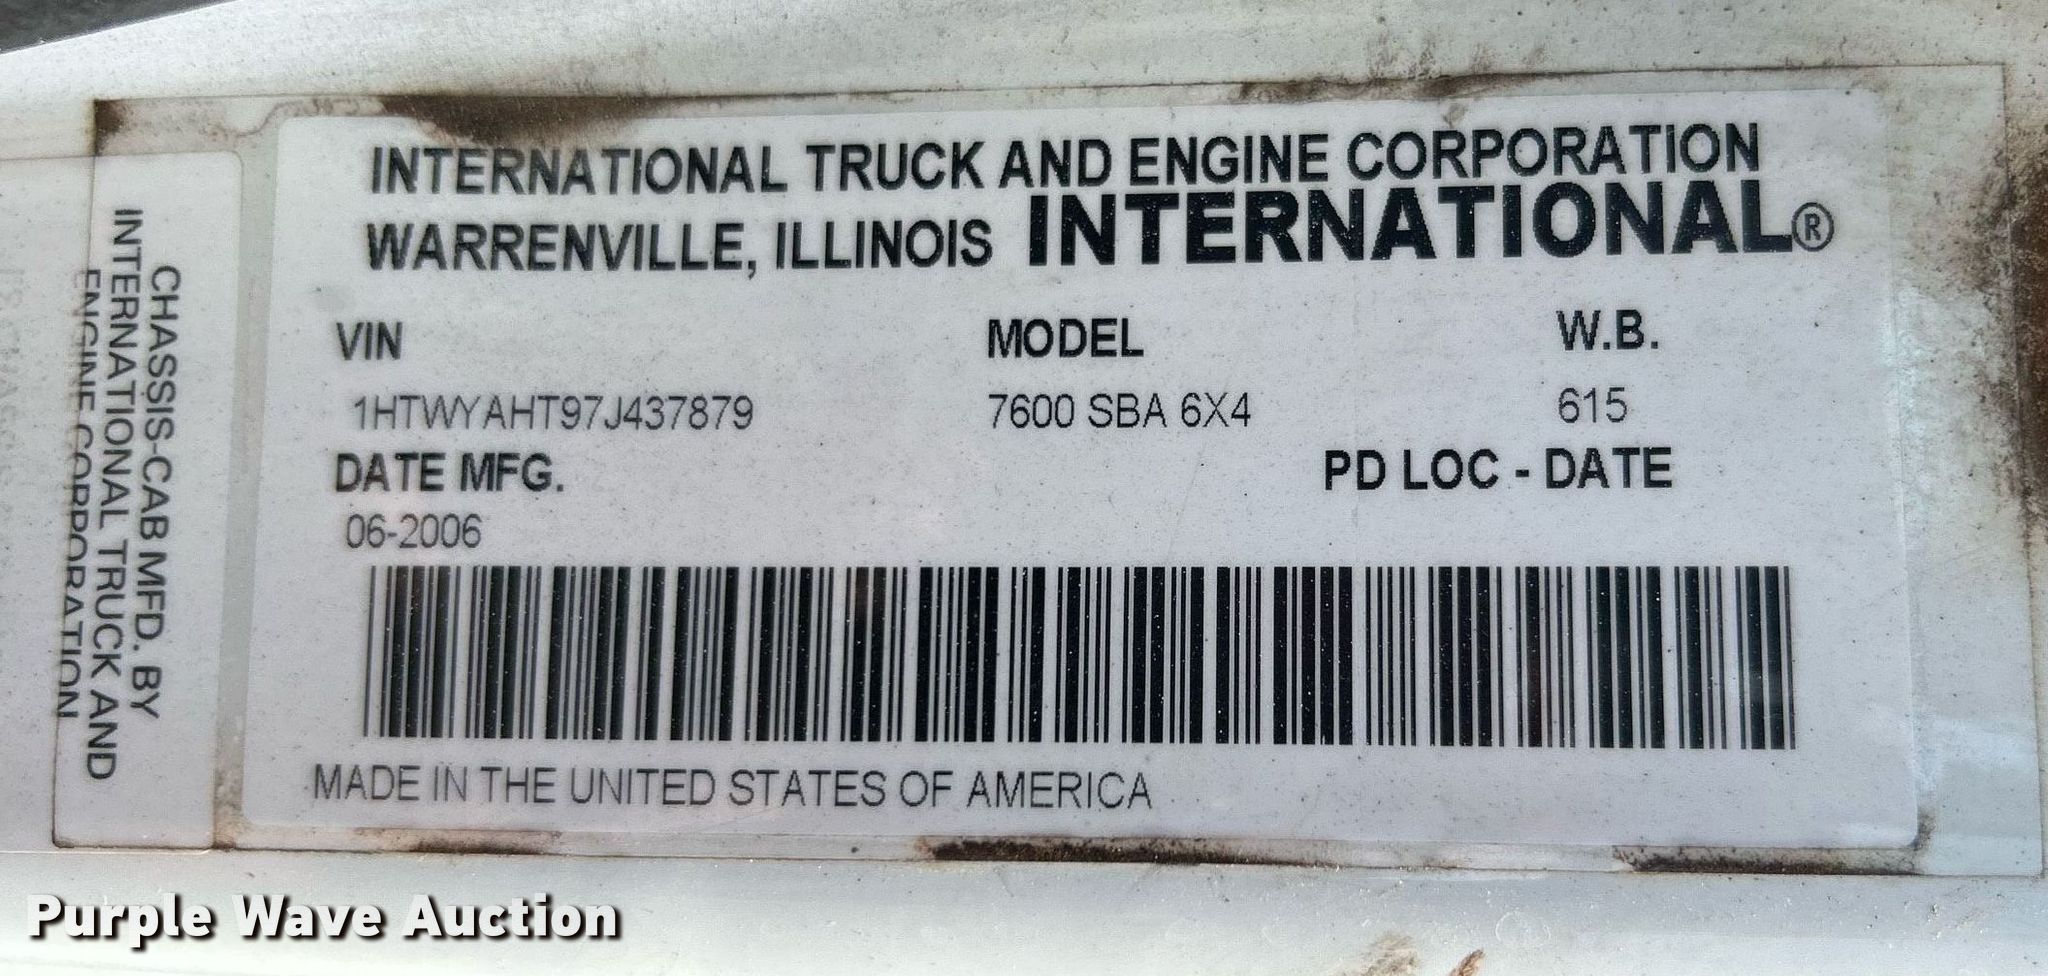 INTERNATIONAL TRUCK AND ENGINE CORPORATION
WARRENVILLE, ILLINOIS INTERNATIONAL®
VIN MODEL W.B.
1HTWYAHT97J437879 7600 SBA 6X4 615
DATE MFG. PD LOC - DATE
06-2006
MADE IN THE UNITED STATES OF AMERICA
CHASSIS-CAB MFD. BY
INTERNATIONAL TRUCK AND
ENGINE CORPORATION
Purple Wave Auction